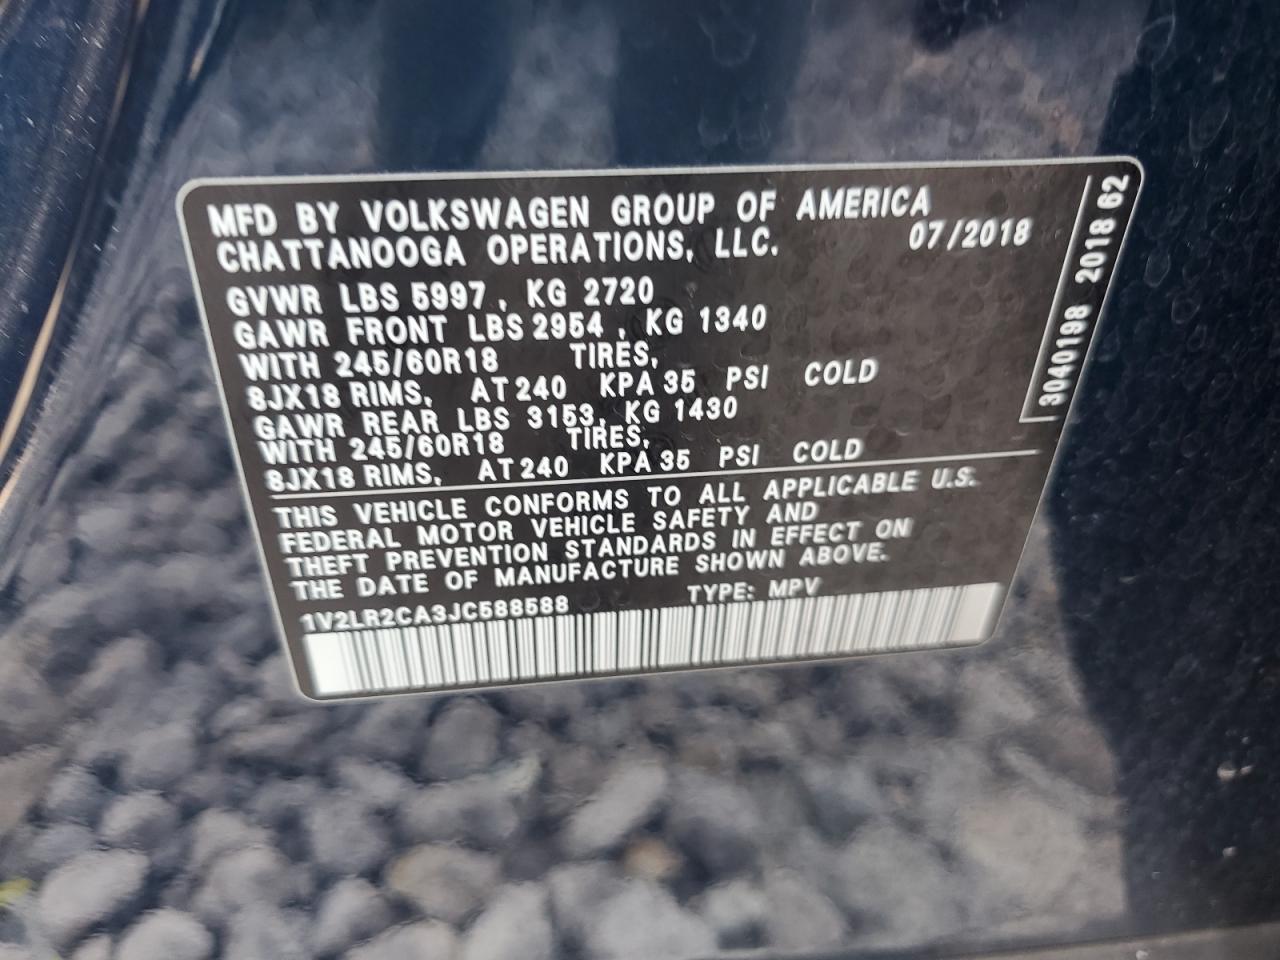 MFD BY VOLKSWAGEN GROUP OF AMERICA
CHATTANOOGA OPERATIONS, LLC. 07/2018
GVWR LBS 5997, KG 2720
GAWR FRONT LBS 2954, KG 1340
WITH 245/60R18 TIRES,
8JX18 RIMS, AT 240 KPA 35 PSI COLD
GAWR REAR LBS 3153, KG 1430
WITH 245/60R18 TIRES,
8JX18 RIMS, AT 240 KPA 35 PSI COLD
THIS VEHICLE CONFORMS TO ALL APPLICABLE U.S.
FEDERAL MOTOR VEHICLE SAFETY AND
THEFT PREVENTION STANDARDS IN EFFECT ON
THE DATE OF MANUFACTURE SHOWN ABOVE.
1V2LR2CA3JC588588 TYPE: MPV
3040198 2018 62